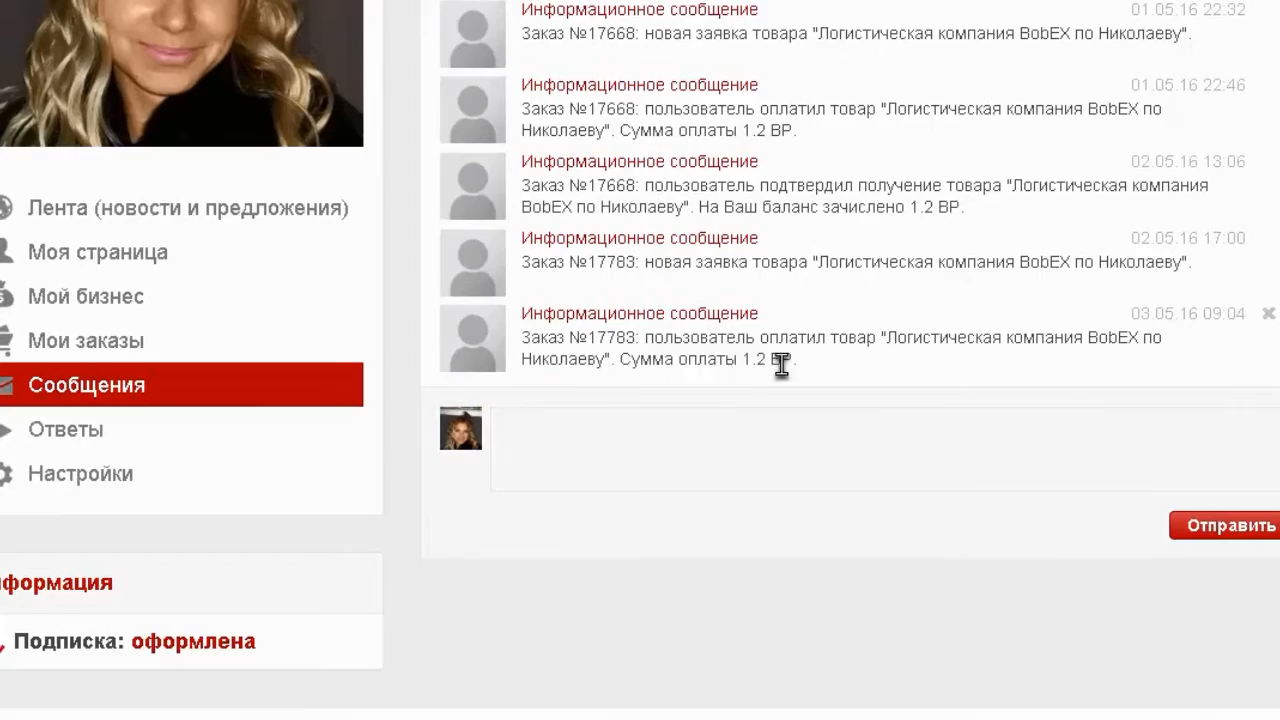 Информационное сообщение 01.05.16 22:32
Заказ №17668: новая заявка товара "Логистическая компания BobEX по Николаеву".
Информационное сообщение 01.05.16 22:46
Заказ №17668: пользователь оплатил товар "Логистическая компания BobEX по
Николаеву". Сумма оплаты 1.2 BP.
Информационное сообщение 02.05.16 13:06
Заказ №17668: пользователь подтвердил получение товара "Логистическая компания
BobEX по Николаеву". На Ваш баланс зачислено 1.2 BP.
Информационное сообщение 02.05.16 17:00
Заказ №17783: новая заявка товара "Логистическая компания BobEX по Николаеву".
Информационное сообщение 03.05.16 09:04
Заказ №17783: пользователь оплатил товар "Логистическая компания BobEX по
Николаеву". Сумма оплаты 1.2
Отправить
Лента (новости и предложения)
Моя страница
Мой бизнес
Мои заказы
Сообщения
Ответы
Настройки
формация
Подписка: оформлена